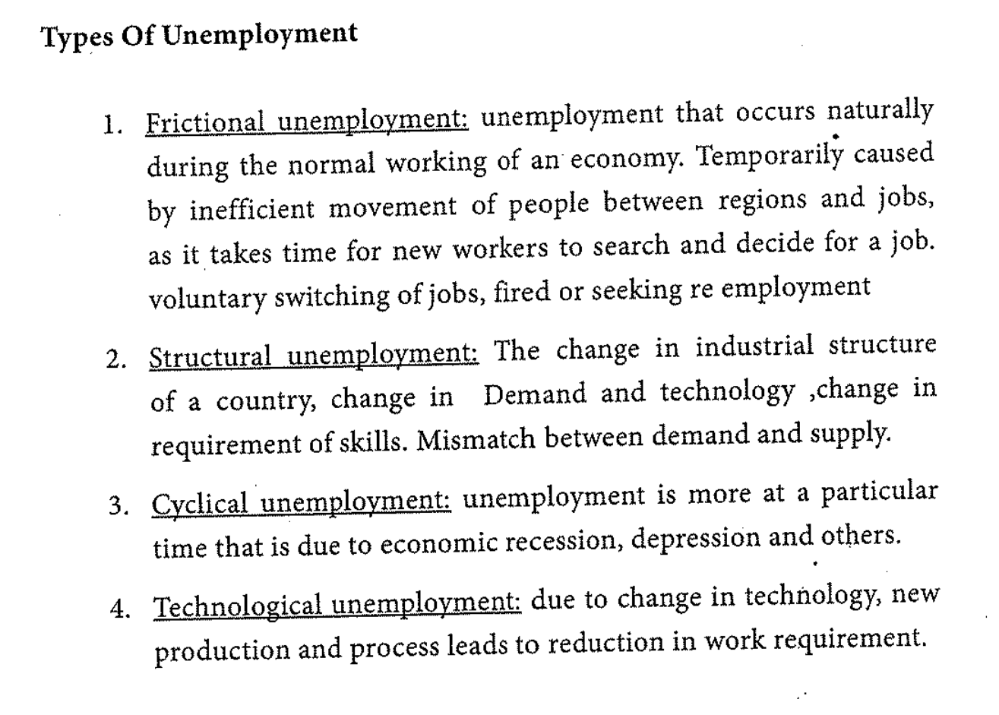 Types Of Unemployment
1. Frictional unemployment: unemployment that occurs naturally
during the normal working of an economy. Temporarily caused
by inefficient movement of people between regions and jobs,
as it takes time for new workers to search and decide for a job.
voluntary switching of jobs, fired or seeking re employment
2. Structural unemployment: The change in industrial structure
of a country, change in Demand and technology ,change in
requirement of skills. Mismatch between demand and supply.
3. Cyclical unemployment: unemployment is more at a particular
time that is due to economic recession, depression and others.
4. Technological unemployment: due to change in technology, new
production and process leads to reduction in work requirement.